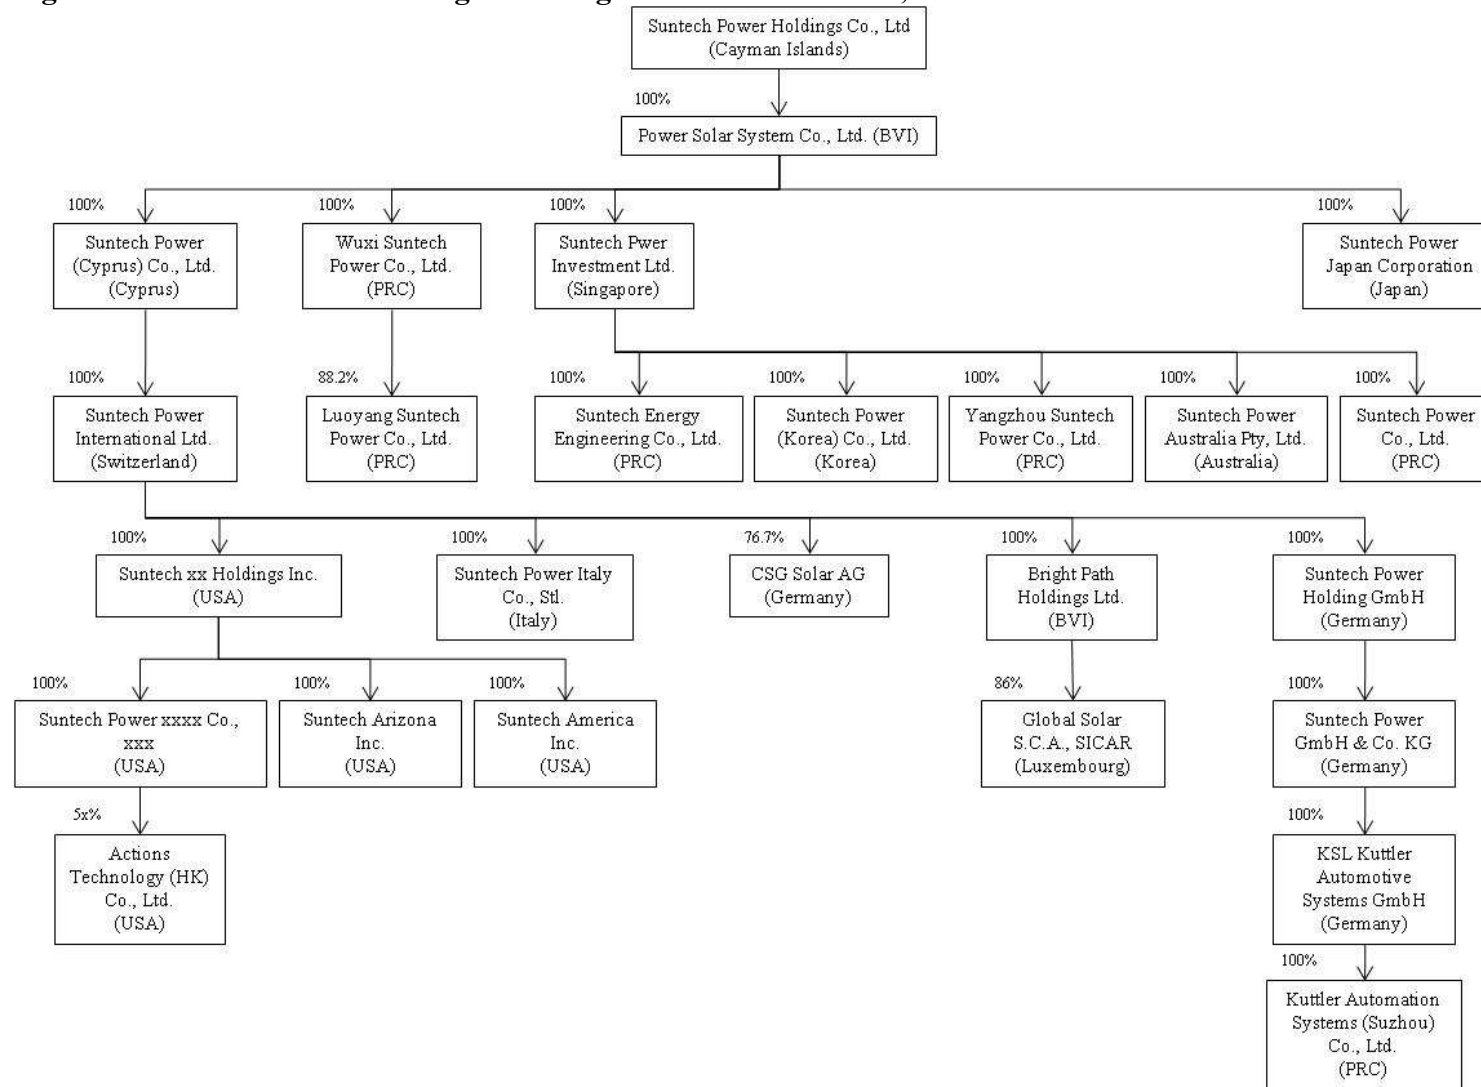 Suntech Power Holdings Co., Ltd
(Cayman Islands)
100%
Power Solar System Co., Ltd. (BVI)
100%
100%
100%
100%
Suntech Power
(Cyprus) Co., Ltd.
(Cyprus)
Wuxi Suntech
Power Co., Ltd.
(PRC)
Suntech Pwer
Investment Ltd.
(Singapore)
Suntech Power
Japan Corporation
(Japan)
100%
88.2%
100%
100%
100%
100%
100%
Suntech Power
International Ltd.
(Switzerland)
Luoyang Suntech
Power Co., Ltd.
(PRC)
Suntech Energy
Engineering Co., Ltd.
(PRC)
Suntech Power
(Korea) Co., Ltd.
(Korea)
Yangzhou Suntech
Power Co., Ltd.
(PRC)
Suntech Power
Australia Pty, Ltd.
(Australia)
Suntech Power
Co., Ltd.
(PRC)
100%
100%
76.7%
100%
100%
Suntech xx Holdings Inc.
(USA)
Suntech Power Italy
Co., Stl.
(Italy)
CSG Solar AG
(Germany)
Bright Path
Holdings Ltd.
(BVI)
Suntech Power
Holding GmbH
(Germany)
100%
100%
100%
86%
100%
Suntech Power xxxx Co.,
xxx
(USA)
Suntech Arizona
Inc.
(USA)
Suntech America
Inc.
(USA)
Global Solar
S.C.A., SICAR
(Luxembourg)
Suntech Power
GmbH & Co. KG
(Germany)
5x%
100%
Actions
Technology (HK)
Co., Ltd.
(USA)
KSL Kuttler
Automotive
Systems GmbH
(Germany)
100%
Kuttler Automation
Systems (Suzhou)
Co., Ltd.
(PRC)